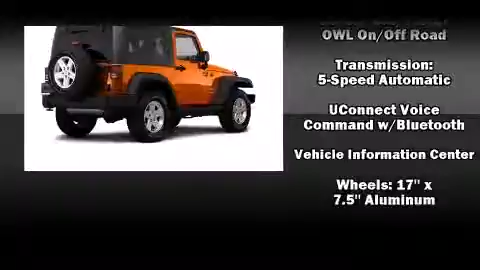 OWL On/Off Road
Transmission:
5-Speed Automatic
UConnect Voice
Command w/Bluetooth
Vehicle Information Center
Wheels: 17" x
7.5" Aluminum